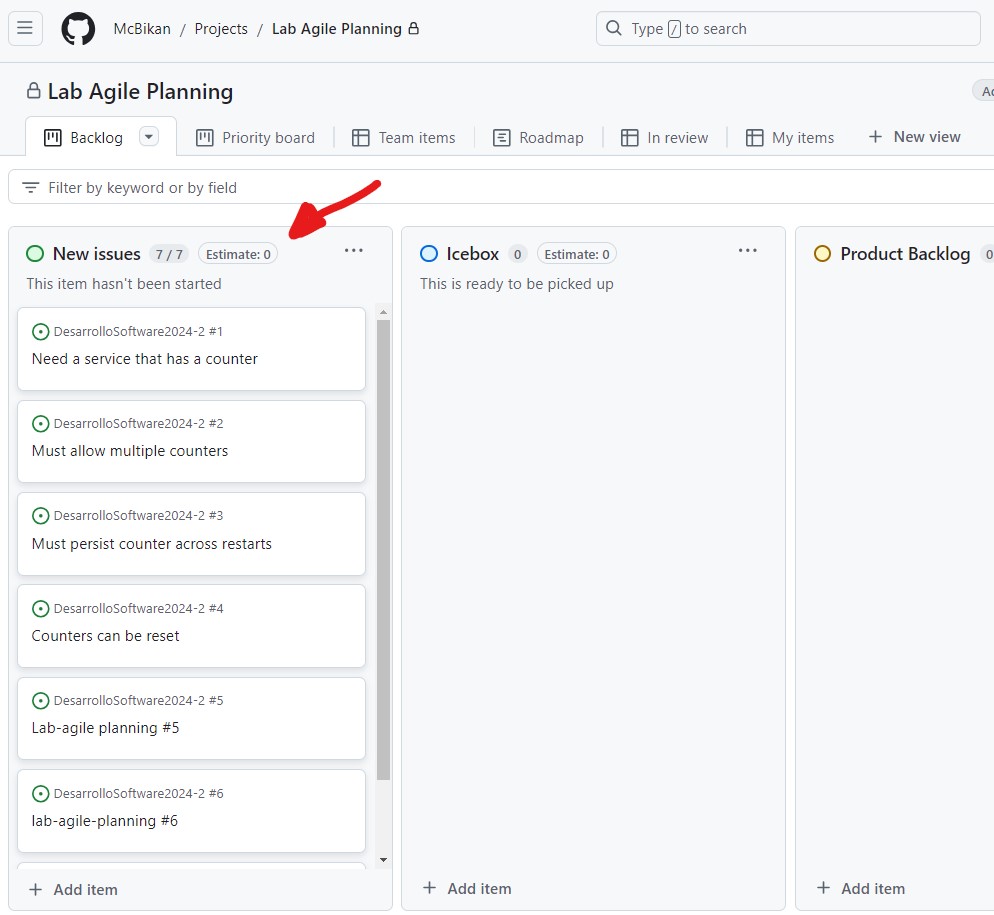 McBikan / Projects / Lab Agile Planning
Type / to search
Lab Agile Planning
Backlog
Priority board
Team items
Roadmap
In review
My items
+ New view
Filter by keyword or by field
New issues 7 / 7 Estimate: 0
This item hasn't been started
DesarrolloSoftware2024-2 #1
Need a service that has a counter
DesarrolloSoftware2024-2 #2
Must allow multiple counters
DesarrolloSoftware2024-2 #3
Must persist counter across restarts
DesarrolloSoftware2024-2 #4
Counters can be reset
DesarrolloSoftware2024-2 #5
Lab-agile planning #5
DesarrolloSoftware2024-2 #6
lab-agile-planning #6
+ Add item
Icebox 0 Estimate: 0
This is ready to be picked up
+ Add item
Product Backlog 0
+ Add item